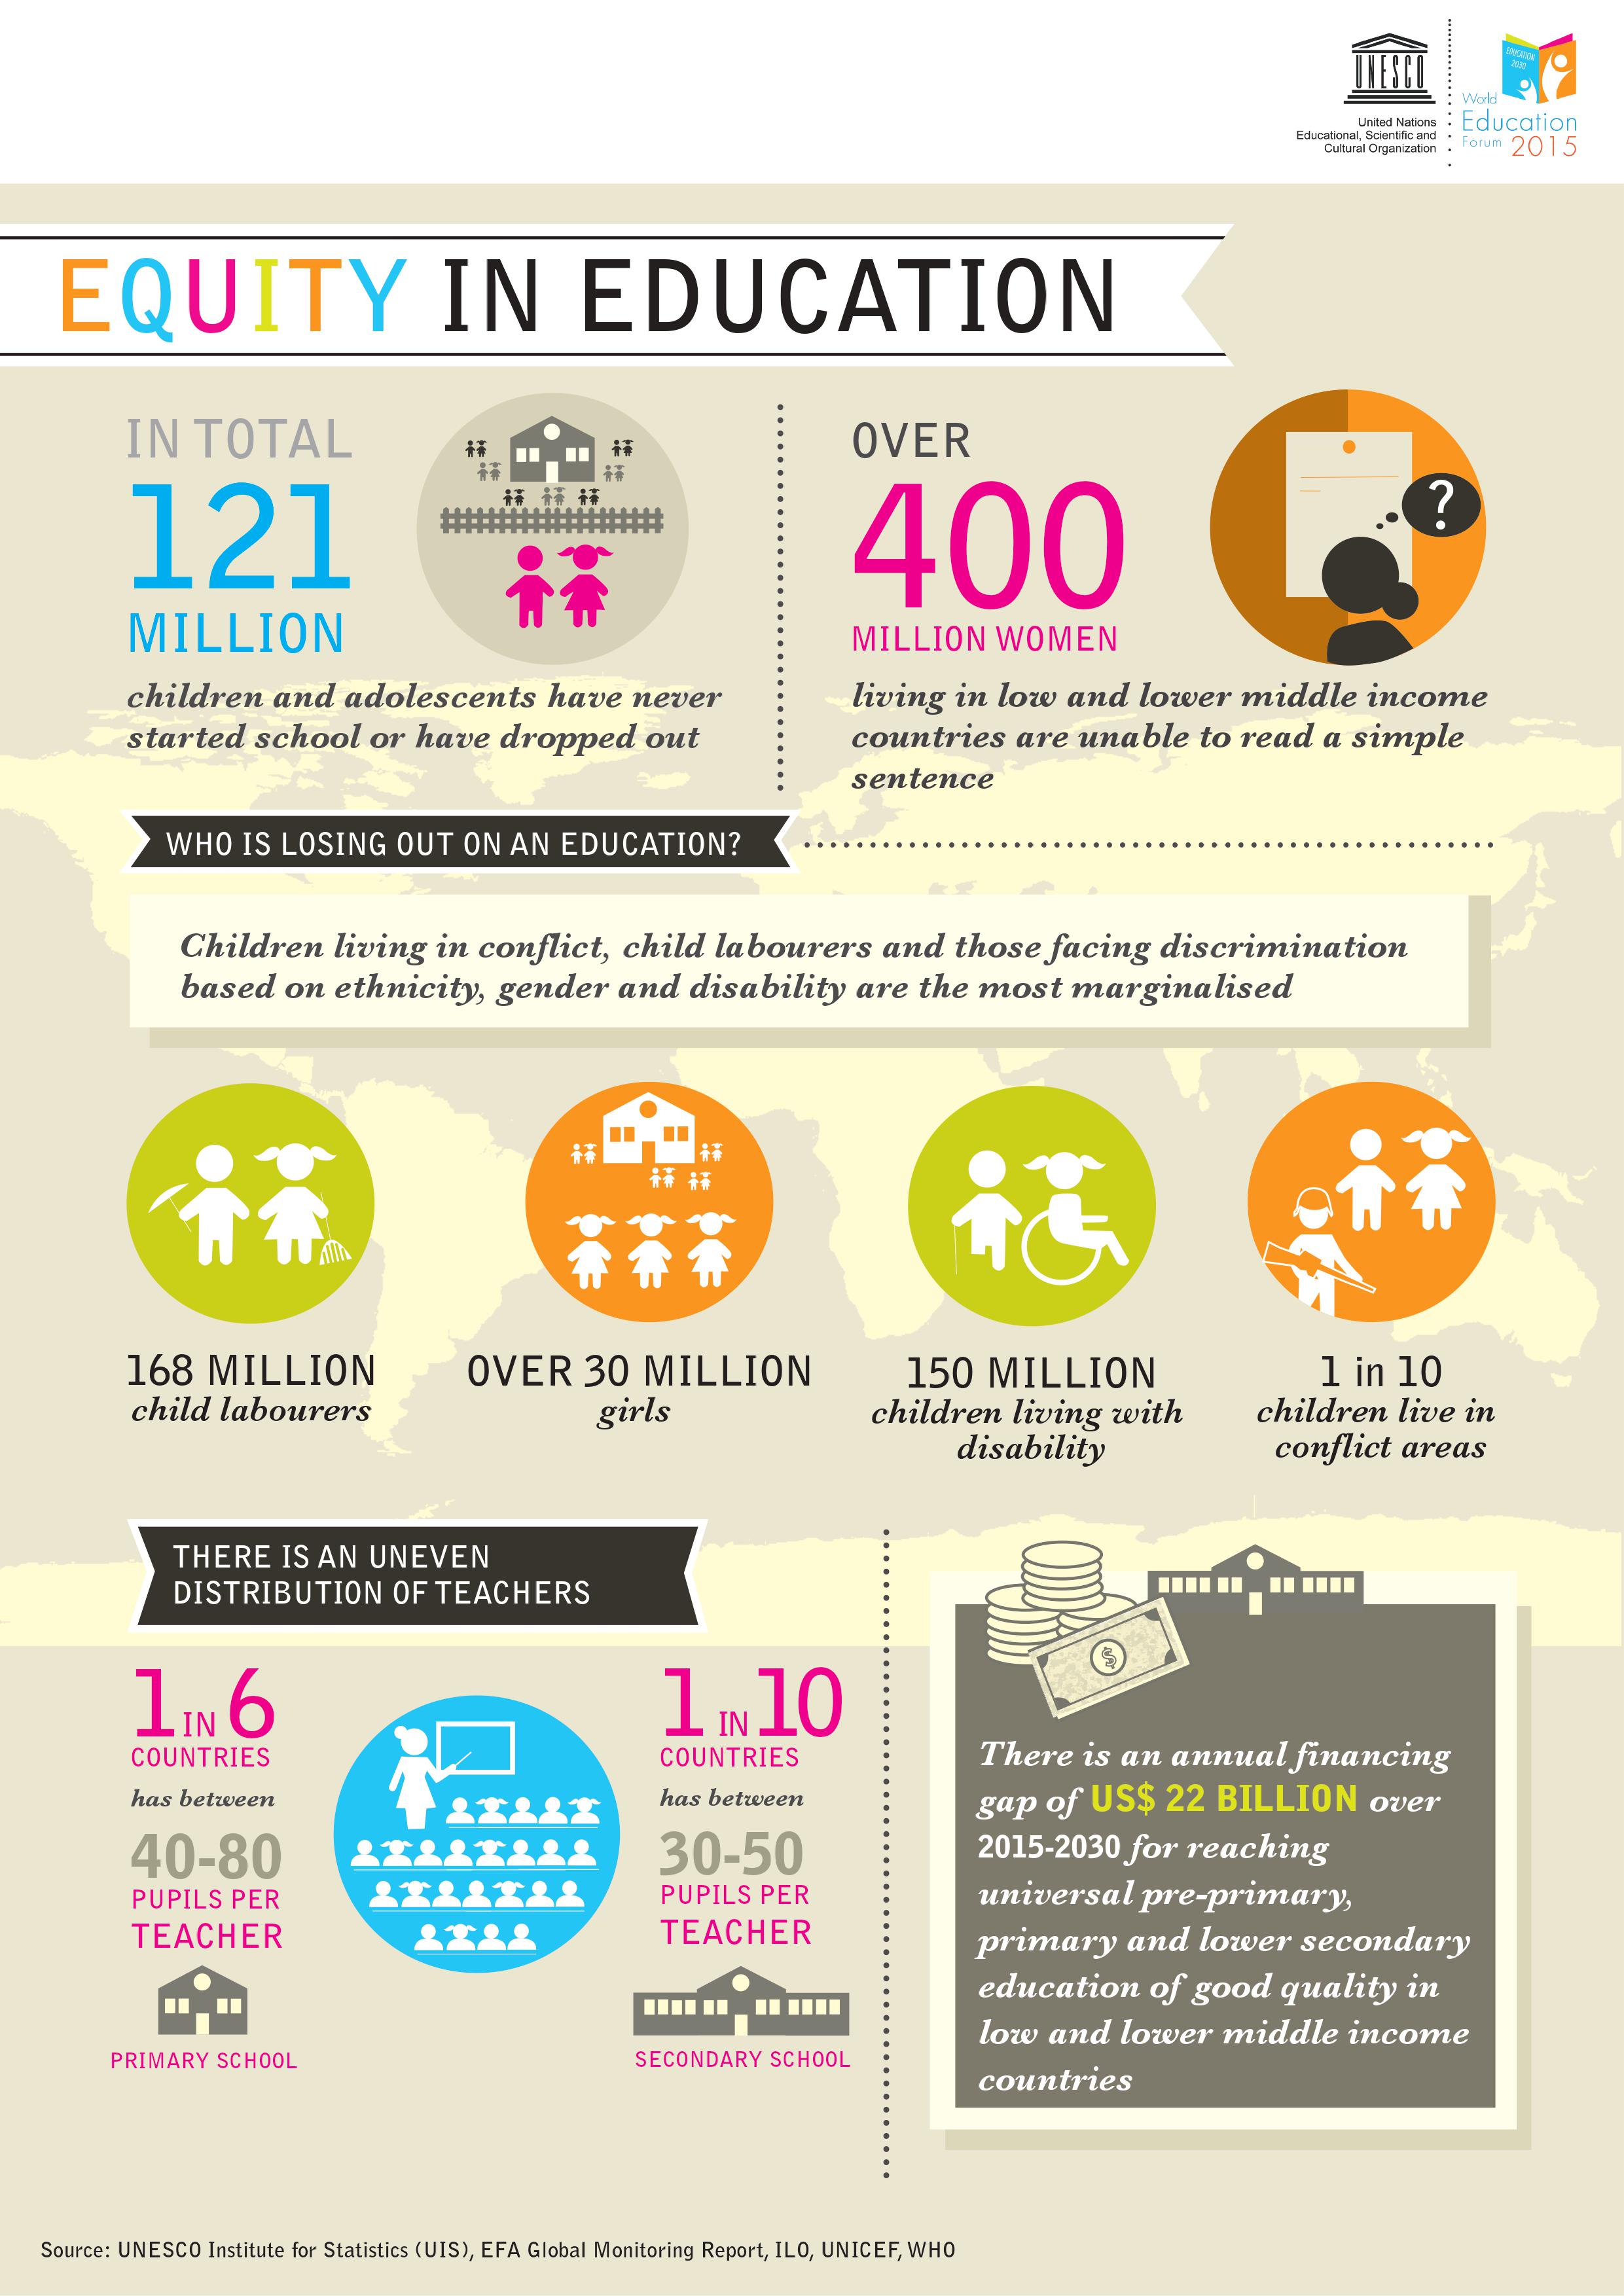 UNESCO
United Nations
Educational, Scientific and
Cultural Organization
EDUCATION
2030
World
Education
Forum 2015
EQUITY IN EDUCATION
IN TOTAL
121
MILLION
children and adolescents have never
started school or have dropped out
OVER
400
MILLION WOMEN
living in low and lower middle income
countries are unable to read a simple
sentence
?
WHO IS LOSING OUT ON AN EDUCATION?
Children living in conflict, child labourers and those facing discrimination
based on ethnicity, gender and disability are the most marginalised
168 MILLION
child labourers
OVER 30 MILLION
girls
150 MILLION
children living with
disability
1 in 10
children live in
conflict areas
THERE IS AN UNEVEN
DISTRIBUTION OF TEACHERS
1 IN 6
COUNTRIES
has between
40-80
PUPILS PER
TEACHER
PRIMARY SCHOOL
1 IN 10
COUNTRIES
has between
30-50
PUPILS PER
TEACHER
SECONDARY SCHOOL
$
There is an annual financing
gap of US$ 22 BILLION over
2015-2030 for reaching
universal pre-primary,
primary and lower secondary
education of good quality in
low and lower middle income
countries
Source: UNESCO Institute for Statistics (UIS), EFA Global Monitoring Report, ILO, UNICEF, WHO